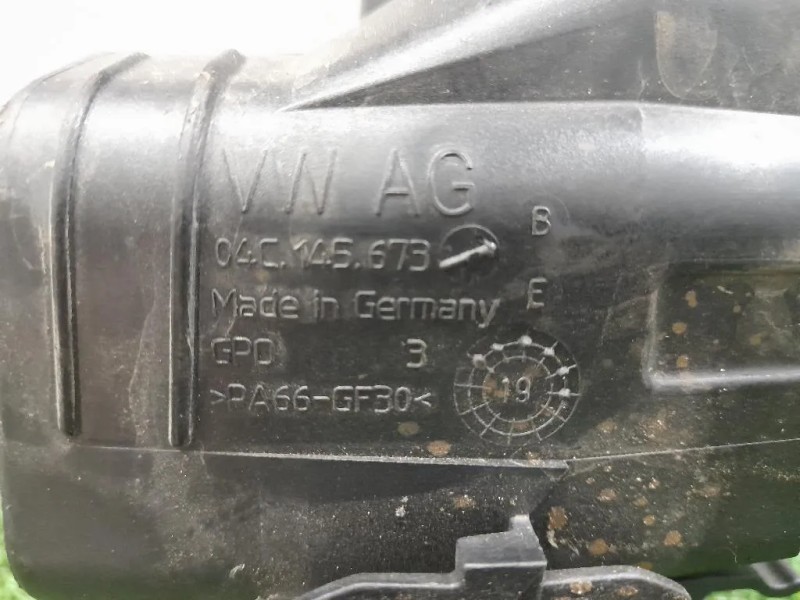 VW AG
04C.145.673
B
Made in Germany
E
GPO 3
>PA66-GF30<
19